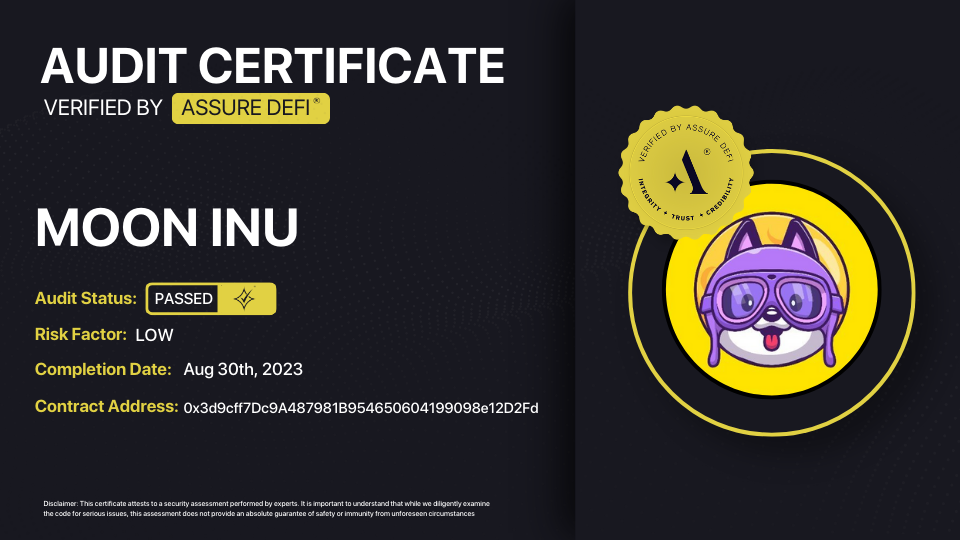 AUDIT CERTIFICATE
VERIFIED BY ASSURE DEFI ®
MOON INU
Audit Status: PASSED
Risk Factor: LOW
Completion Date: Aug 30th, 2023
Contract Address: 0x3d9cff7Dc9A487981B954650604199098e12D2Fd
Disclaimer: This certificate attests to a security assessment performed by experts. It is important to understand that while we diligently examine
the code for serious issues, this assessment does not provide an absolute guarantee of safety or immunity from unforeseen circumstances
VERIFIED BY ASSURE DEFI
®
INTEGRITY ✦ TRUST ✦ CREDIBILITY